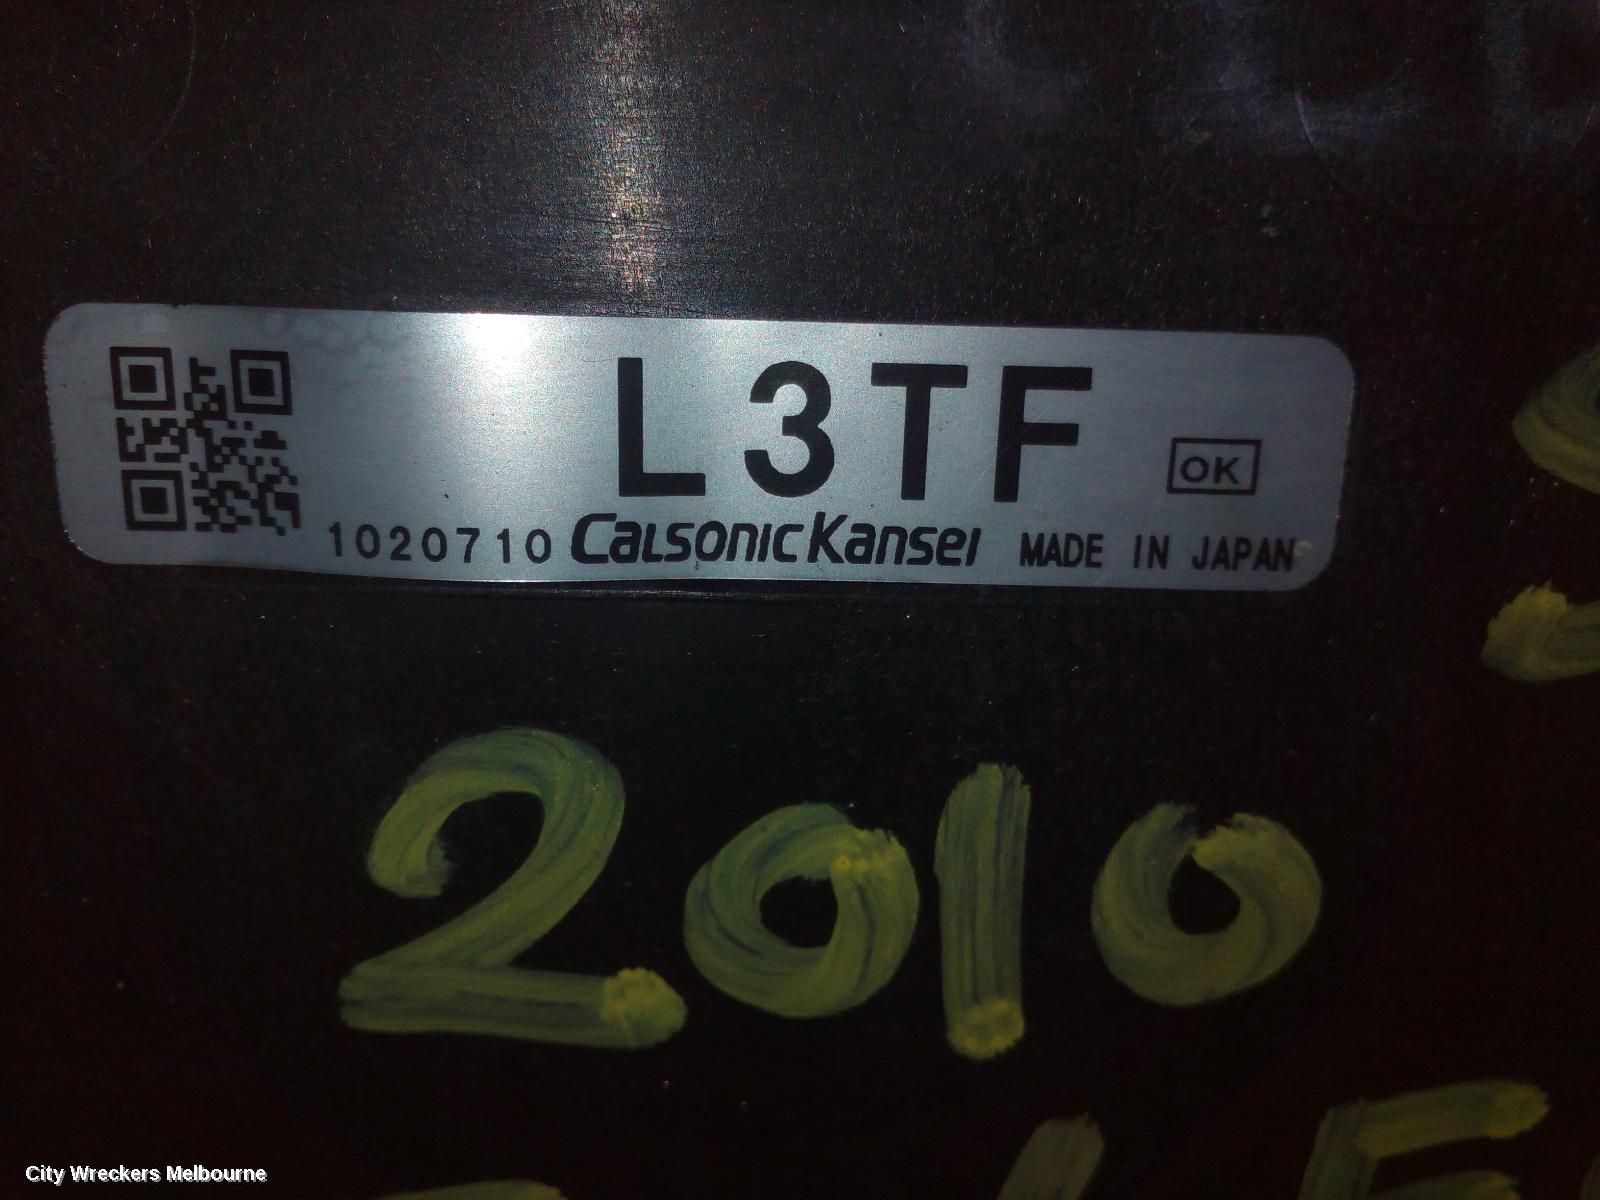 L3TF
OK
1020710 CalsonicKansei MADE IN JAPAN
2010
City Wreckers Melbourne